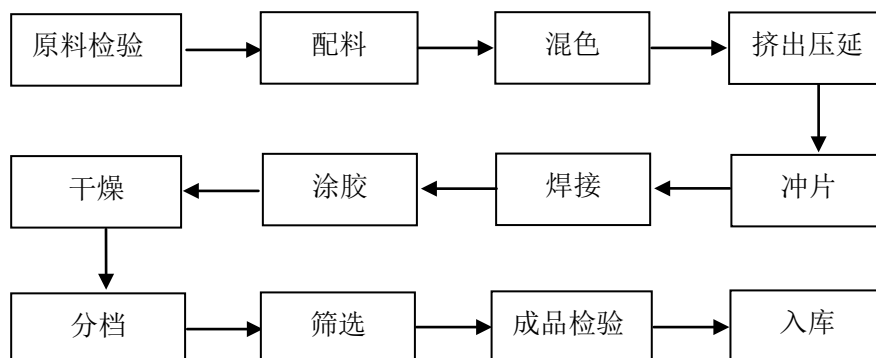 原料检验
配料
混色
挤出压延
冲片
焊接
涂胶
干燥
分档
筛选
成品检验
入库